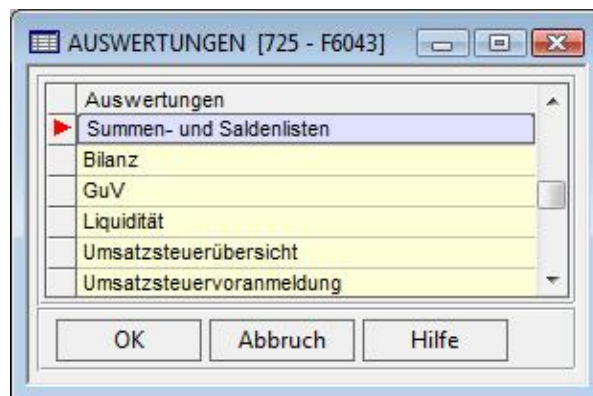 AUSWERTUNGEN [725 - F6043]
Auswertungen
Summen- und Saldenlisten
Bilanz
GuV
Liquidität
Umsatzsteuerübersicht
Umsatzsteuervoranmeldung
OK Abbruch Hilfe